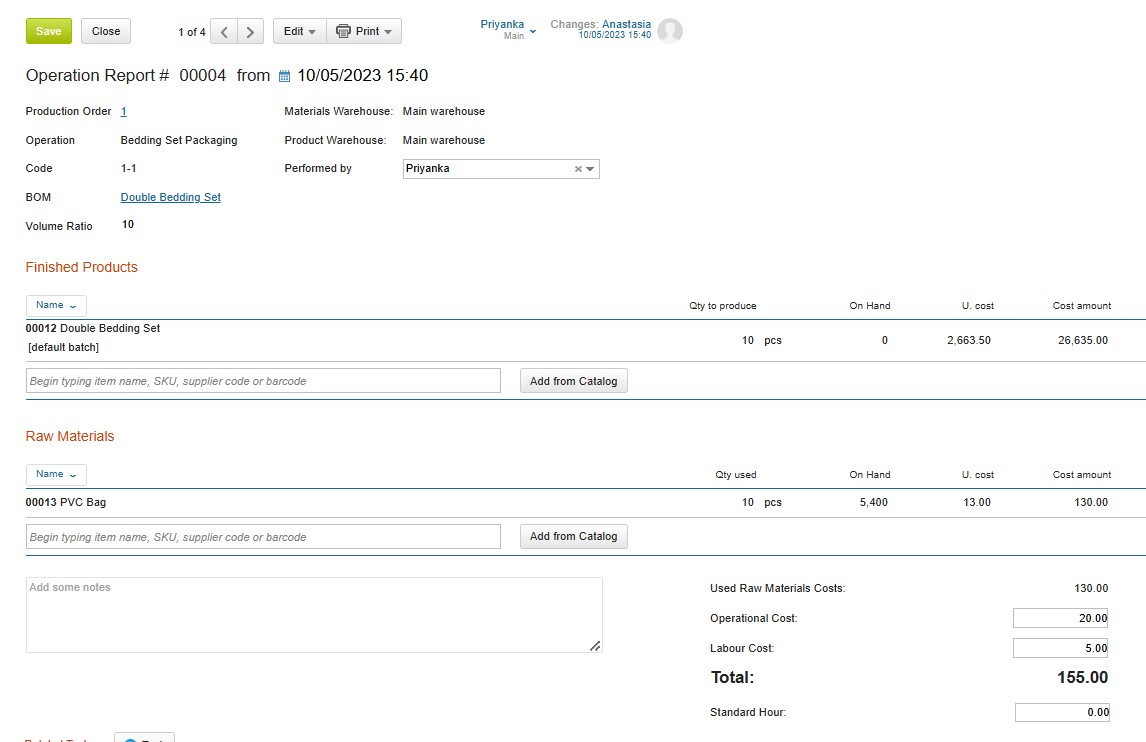 Save Close 1 of 4 Edit Print Priyanka Changes: Anastasia
Main 10/05/2023 15:40
Operation Report # 00004 from 10/05/2023 15:40
Production Order 1 Materials Warehouse: Main warehouse
Operation Bedding Set Packaging Product Warehouse: Main warehouse
Code 1-1 Performed by Priyanka
BOM Double Bedding Set
Volume Ratio 10
Finished Products
Name Qty to produce On Hand U. cost Cost amount
00012 Double Bedding Set
[default batch] 10 pcs 0 2,663.50 26,635.00
Begin typing item name, SKU, supplier code or barcode Add from Catalog
Raw Materials
Name Qty used On Hand U. cost Cost amount
00013 PVC Bag 10 pcs 5,400 13.00 130.00
Begin typing item name, SKU, supplier code or barcode Add from Catalog
Add some notes Used Raw Materials Costs: 130.00
Operational Cost: 20.00
Labour Cost: 5.00
Total: 155.00
Standard Hour: 0.00